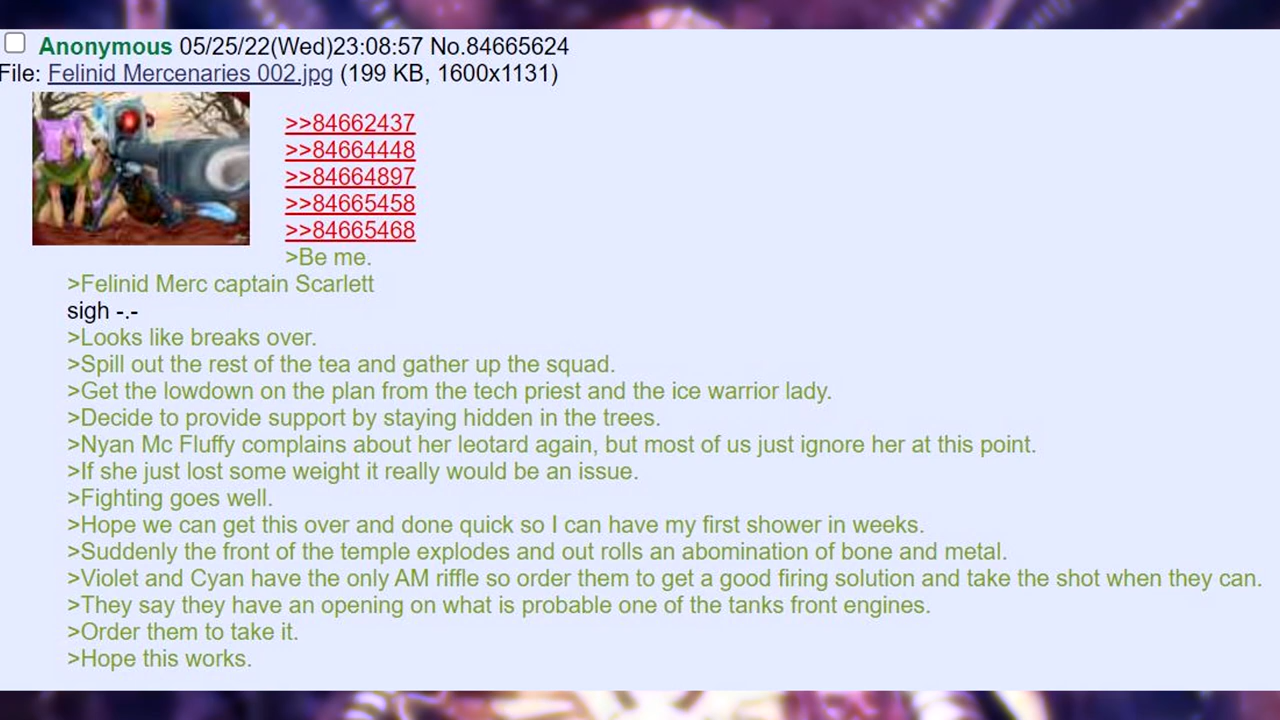 Anonymous 05/25/22(Wed)23:08:57 No.84665624
File: Felinid Mercenaries 002.jpg (199 KB, 1600x1131)
>>84662437
>>84664448
>>84664897
>>84665458
>>84665468
>Be me.
>Felinid Merc captain Scarlett
sigh -.-
>Looks like breaks over.
>Spill out the rest of the tea and gather up the squad.
>Get the lowdown on the plan from the tech priest and the ice warrior lady.
>Decide to provide support by staying hidden in the trees.
>Nyan Mc Fluffy complains about her leotard again, but most of us just ignore her at this point.
>If she just lost some weight it really would be an issue.
>Fighting goes well.
>Hope we can get this over and done quick so I can have my first shower in weeks.
>Suddenly the front of the temple explodes and out rolls an abomination of bone and metal.
>Violet and Cyan have the only AM riffle so order them to get a good firing solution and take the shot when they can.
>They say they have an opening on what is probable one of the tanks front engines.
>Order them to take it.
>Hope this works.